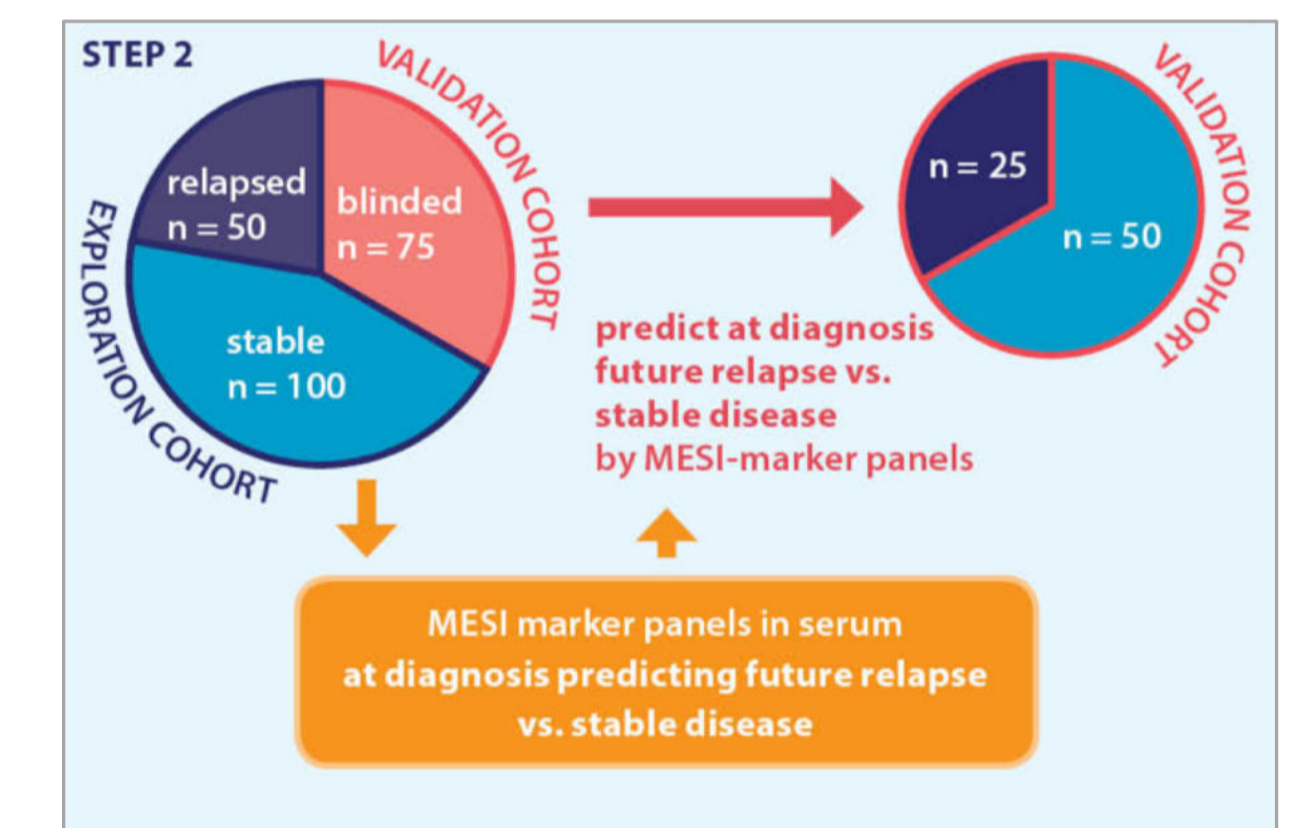 STEP 2
VALIDATION COHORT
relapsed
n = 50
blinded
n = 75
EXPLORATION COHORT
stable
n = 100
VALIDATION COHORT
n = 25
n = 50
predict at diagnosis
future relapse vs.
stable disease
by MESI-marker panels
MESI marker panels in serum
at diagnosis predicting future relapse
vs. stable disease